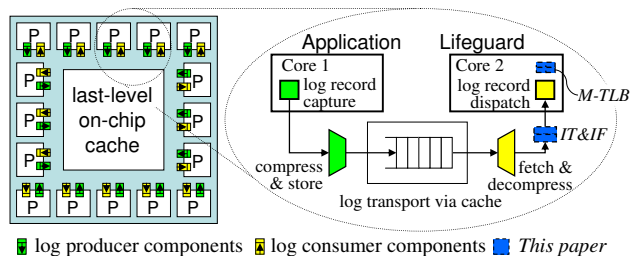 P P P P P
P P
P P
P P
P P P P P
last-level
on-chip
cache
Application
Lifeguard
Core 1
log record
capture
Core 2
log record
dispatch
M-TLB
IT&IF
compress
& store
fetch &
decompress
log transport via cache
log producer components
log consumer components
This paper